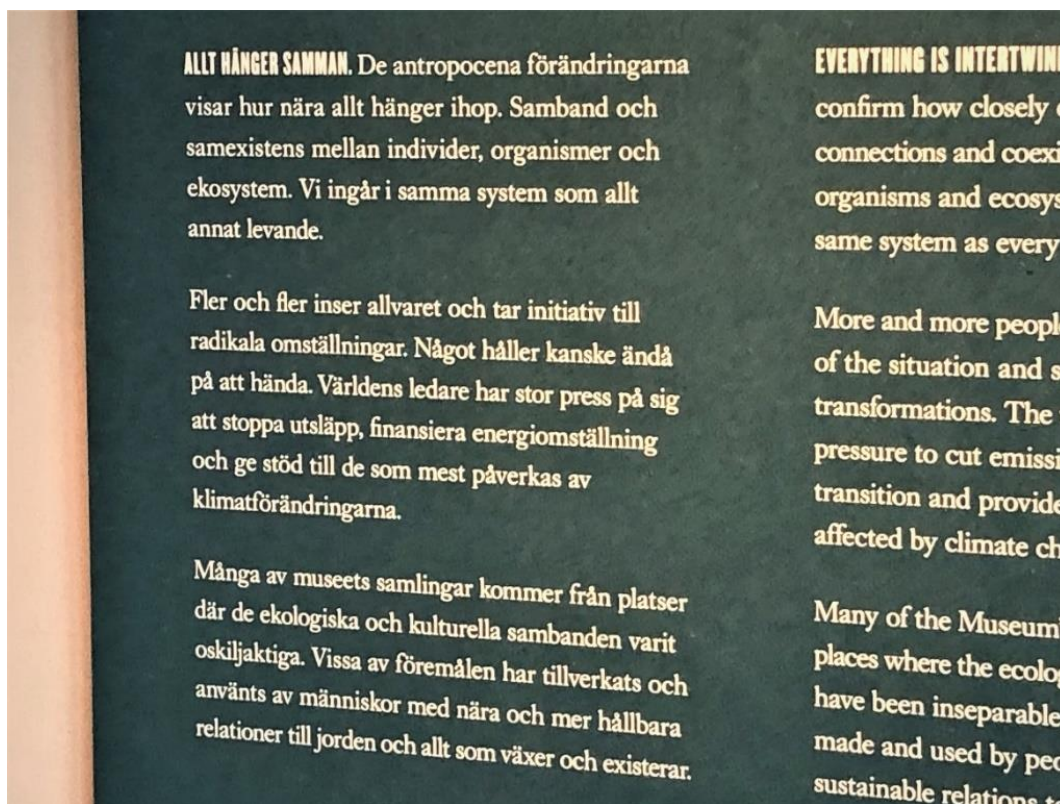 ALLT HÄNGER SAMMAN. De antropocena förändringarna
visar hur nära allt hänger ihop. Samband och
samexistens mellan individer, organismer och
ekosystem. Vi ingår i samma system som allt
annat levande.
Fler och fler inser allvaret och tar initiativ till
radikala omställningar. Något håller kanske ändå
på att hända. Världens ledare har stor press på sig
att stoppa utsläpp, finansiera energiomställning
och ge stöd till de som mest påverkas av
klimatförändringarna.
Många av museets samlingar kommer från platser
där de ekologiska och kulturella sambanden varit
oskiljaktiga. Vissa av föremålen har tillverkats och
använts av människor med nära och mer hållbara
relationer till jorden och allt som växer och existerar.
EVERYTHING IS
confirm how closely
connections and
organisms and
same system as every
More and more
of the situation and
transformations. The
pressure to cut
transition and
affected by climate
Many of the
places where the
have been
made and used by
sustainable relations